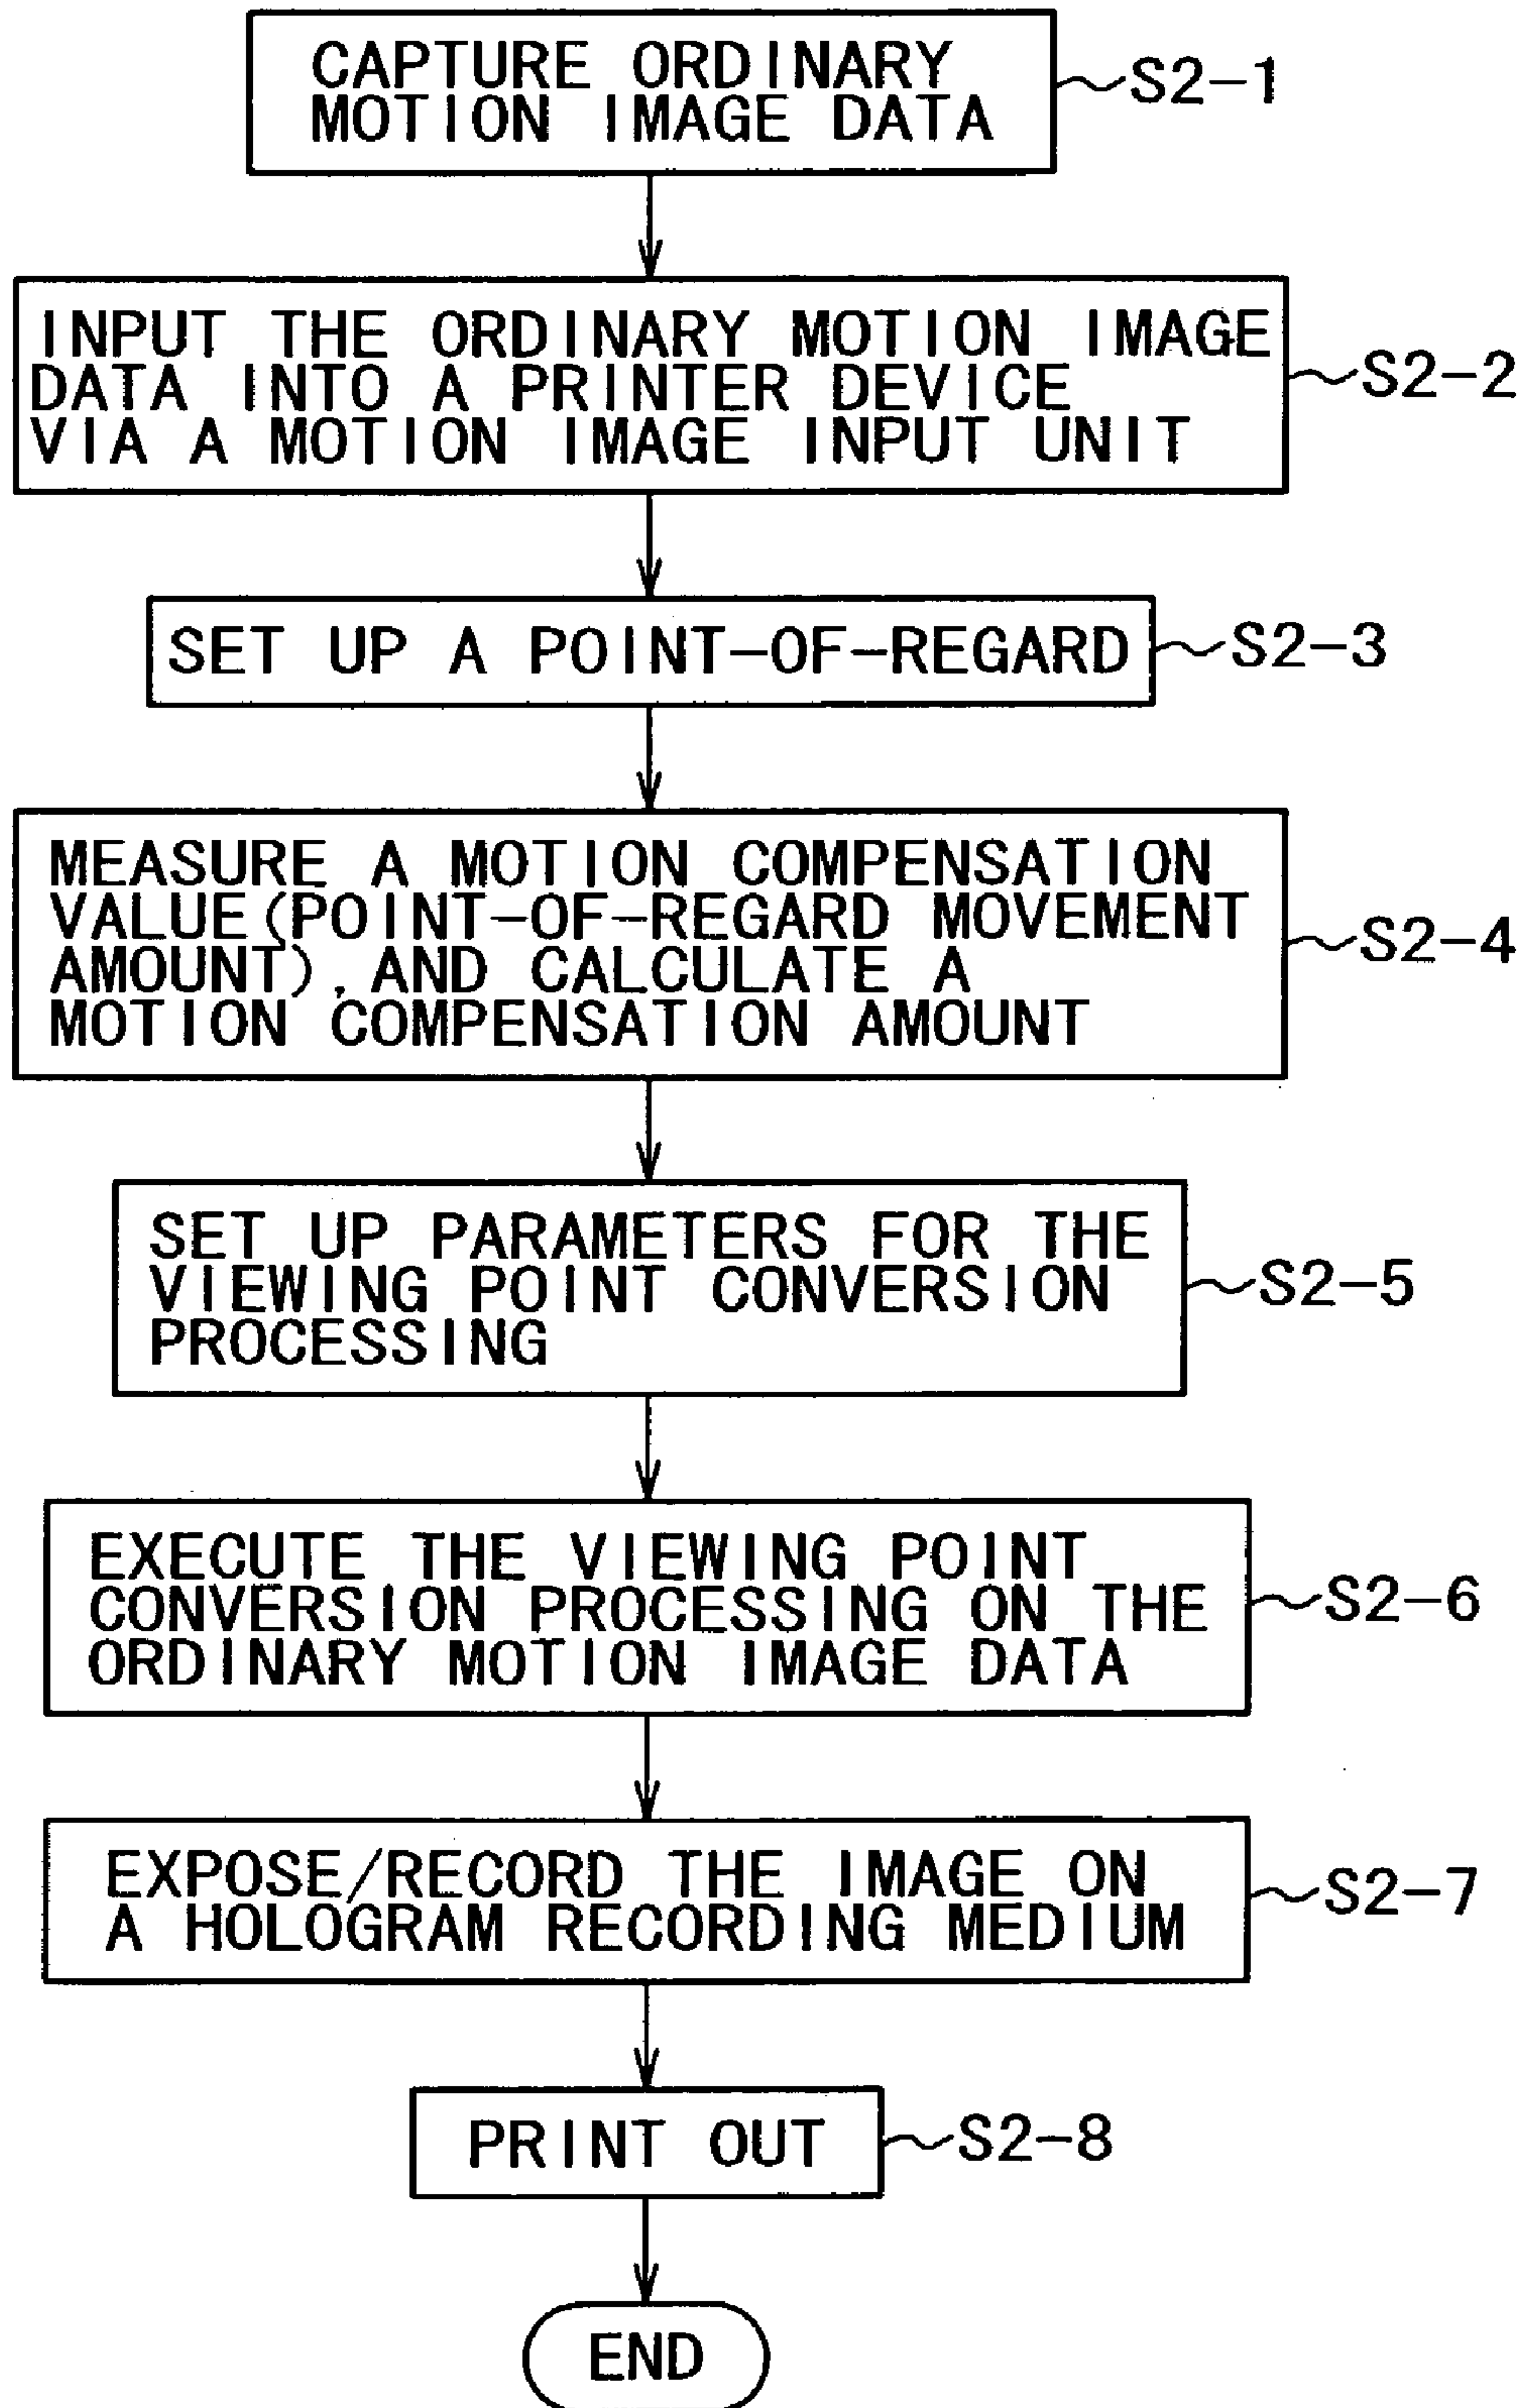 CAPTURE ORDINARY
MOTION IMAGE DATA
S2-1
INPUT THE ORDINARY MOTION IMAGE
DATA INTO A PRINTER DEVICE
VIA A MOTION IMAGE INPUT UNIT
S2-2
SET UP A POINT-OF-REGARD
S2-3
MEASURE A MOTION COMPENSATION
VALUE(POINT-OF-REGARD MOVEMENT
AMOUNT), AND CALCULATE A
MOTION COMPENSATION AMOUNT
S2-4
SET UP PARAMETERS FOR THE
VIEWING POINT CONVERSION
PROCESSING
S2-5
EXECUTE THE VIEWING POINT
CONVERSION PROCESSING ON THE
ORDINARY MOTION IMAGE DATA
S2-6
EXPOSE/RECORD THE IMAGE ON
A HOLOGRAM RECORDING MEDIUM
S2-7
PRINT OUT
S2-8
END